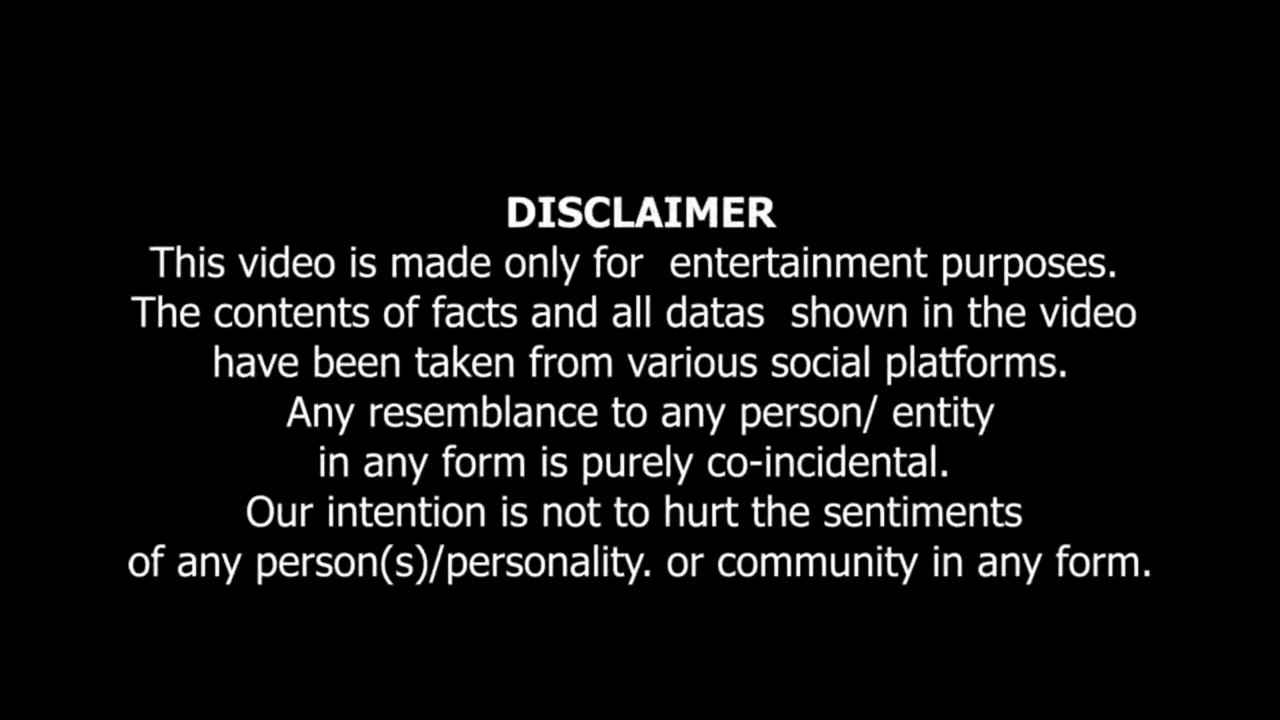 DISCLAIMER
This video is made only for  entertainment purposes.
The contents of facts and all datas  shown in the video
have been taken from various social platforms.
Any resemblance to any person/ entity
in any form is purely co-incidental.
Our intention is not to hurt the sentiments
of any person(s)/personality. or community in any form.